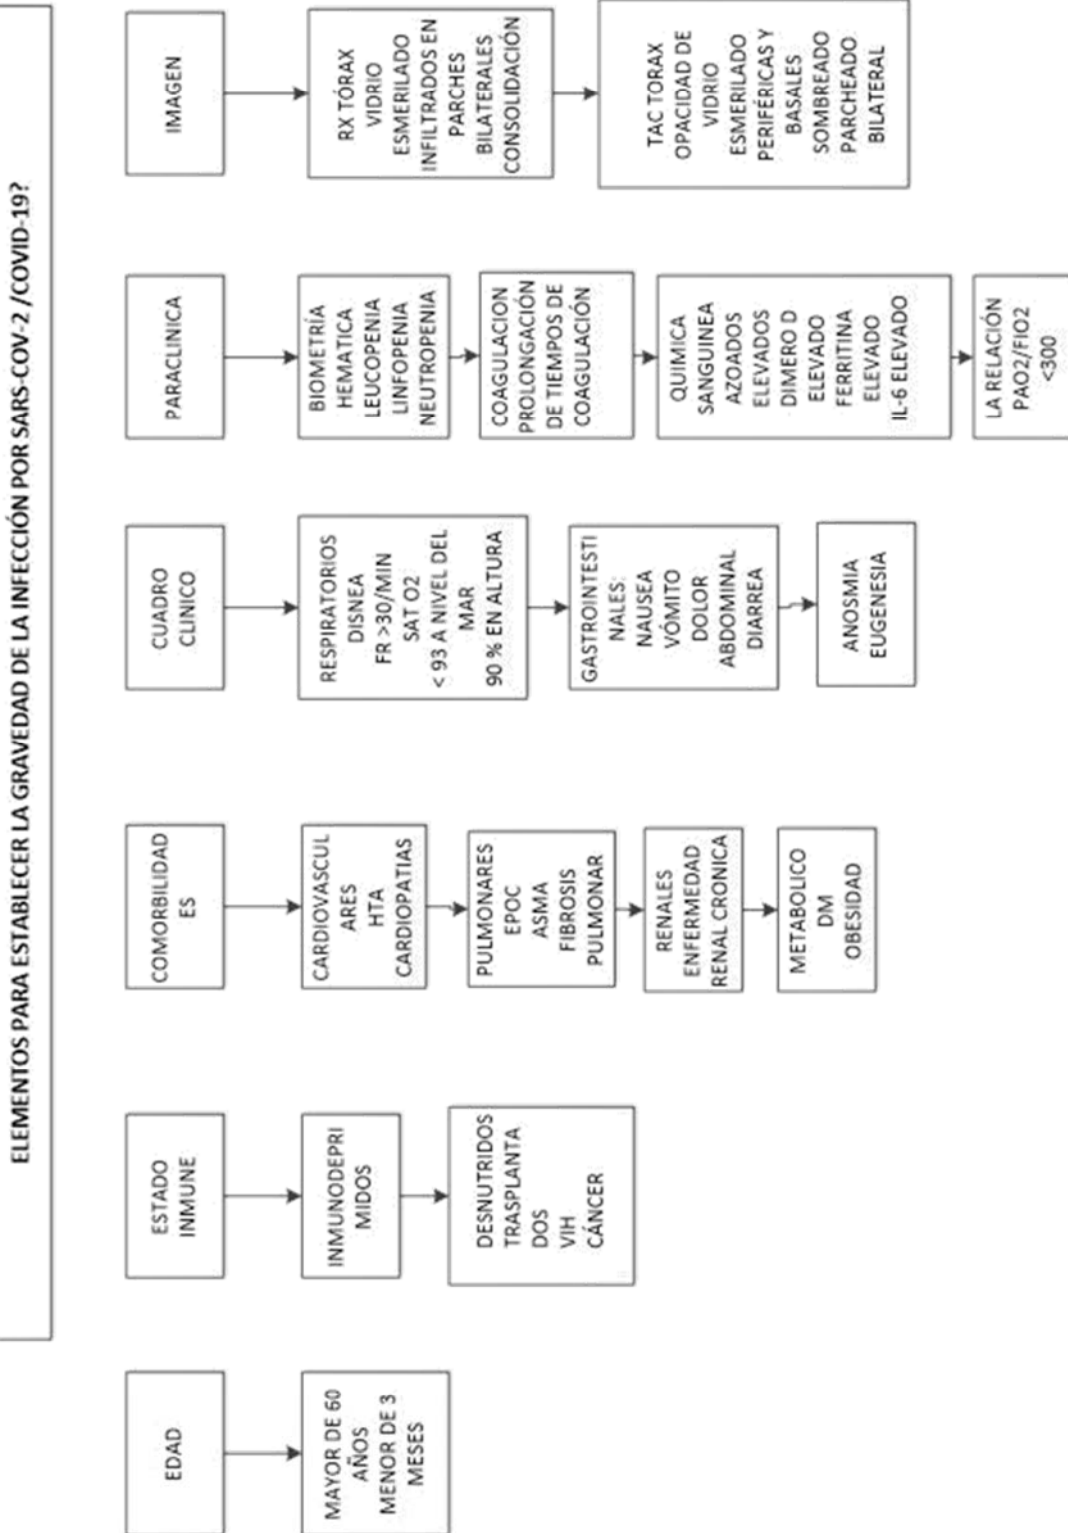 ELEMENTOS PARA ESTABLECER LA GRAVEDAD DE LA INFECCIÓN POR SARS-COV-2 /COVID-19?
EDAD
MAYOR DE 60
AÑOS
MENOR DE 3
MESES
ESTADO
INMUNE
INMUNODEPRI
MIDOS
DESNUTRIDOS
TRASPLANTA
DOS
VIH
CÁNCER
COMORBILIDAD
ES
CARDIOVASCUL
ARES
HTA
CARDIOPATIAS
PULMONARES
EPOC
ASMA
FIBROSIS
PULMONAR
RENALES
ENFERMEDAD
RENAL CRONICA
METABOLICO
DM
OBESIDAD
CUADRO
CLINICO
RESPIRATORIOS
DISNEA
FR >30/MIN
SAT O2
< 93 A NIVEL DEL
MAR
90 % EN ALTURA
GASTROINTESTI
NALES:
NAUSEA
VÓMITO
DOLOR
ABDOMINAL
DIARREA
ANOSMIA
EUGENESIA
PARACLINICA
BIOMETRÍA
HEMATICA
LEUCOPENIA
LINFOPENIA
NEUTROPENIA
COAGULACION
PROLONGACIÓN
DE TIEMPOS DE
COAGULACIÓN
QUIMICA
SANGUINEA
AZOADOS
ELEVADOS
DIMERO D
ELEVADO
FERRITINA
ELEVADO
IL-6 ELEVADO
LA RELACIÓN
PAO2/FIO2
<300
IMAGEN
RX TÓRAX
VIDRIO
ESMERILADO
INFILTRADOS EN
PARCHES
BILATERALES
CONSOLIDACIÓN
TAC TORAX
OPACIDAD DE
VIDRIO
ESMERILADO
PERIFÉRICAS Y
BASALES
SOMBREADO
PARCHEADO
BILATERAL